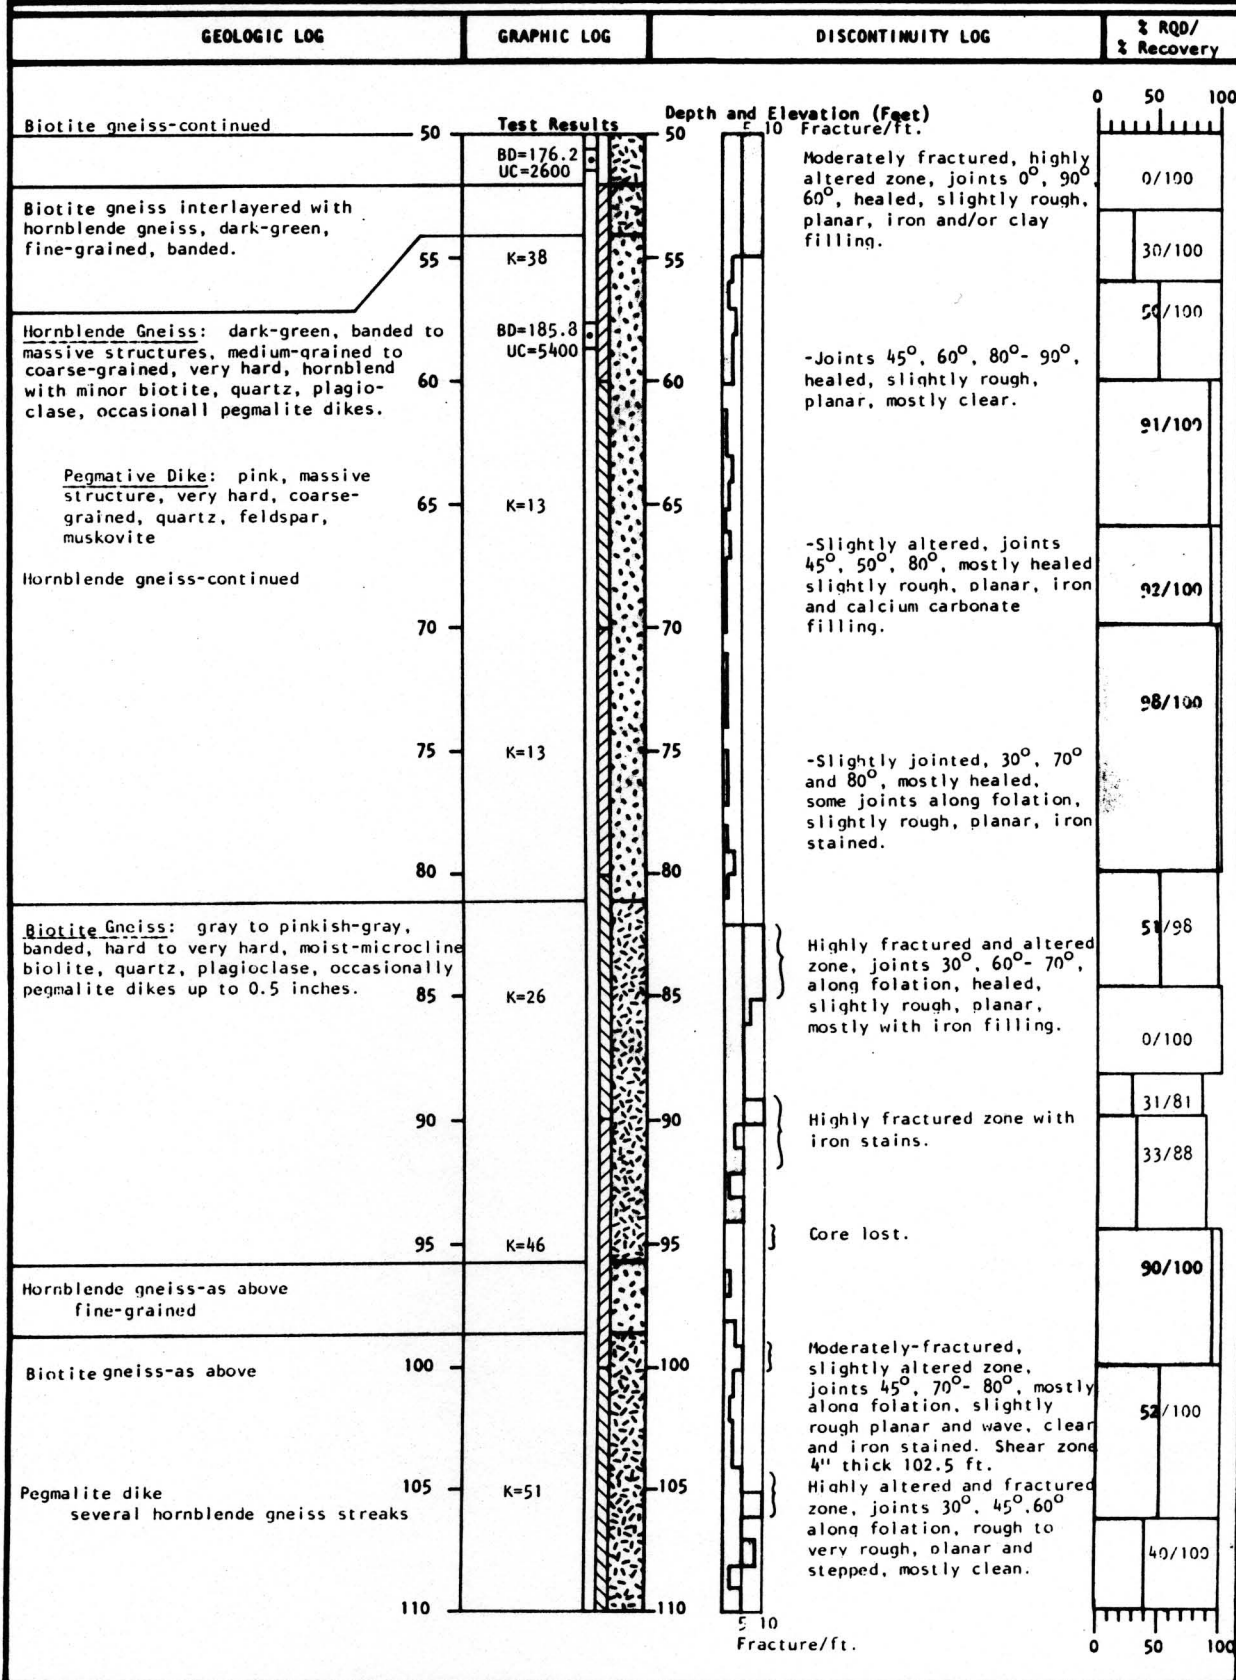 GEOLOGIC LOG
GRAPHIC LOG
DISCONTINUITY LOG
% RQD/
% Recovery
Biotite gneiss-continued
Biotite gneiss interlayered with
hornblende gneiss, dark-green,
fine-grained, banded.
Hornblende Gneiss: dark-green, banded to
massive structures, medium-grained to
coarse-grained, very hard, hornblend
with minor biotite, quartz, plagio-
clase, occasionall pegmalite dikes.
Pegmative Dike: pink, massive
structure, very hard, coarse-
grained, quartz, feldspar,
muskovite
Hornblende gneiss-continued
Biotite Gneiss: gray to pinkish-gray,
banded, hard to very hard, moist-microcline
biolite, quartz, plagioclase, occasionally
pegmalite dikes up to 0.5 inches.
Hornblende gneiss-as above
fine-grained
Biotite gneiss-as above
Pegmalite dike
several hornblende gneiss streaks
50
55
60
65
70
75
80
85
90
95
100
105
110
Test Results
BD=176.2
UC=2600
K=38
BD=185.8
UC=5400
K=13
K=13
K=26
K=46
K=51
Depth and Elevation (Feet)
50
55
60
65
70
75
80
85
90
95
100
105
110
5 10
Fracture/ft.
Moderately fractured, highly
altered zone, joints 0°, 90°,
60°, healed, slightly rough,
planar, iron and/or clay
filling.
-Joints 45°, 60°, 80°- 90°,
healed, slightly rough,
planar, mostly clear.
-Slightly altered, joints
45°, 50°, 80°, mostly healed
slightly rough, planar, iron
and calcium carbonate
filling.
-Slightly jointed, 30°, 70°
and 80°, mostly healed,
some joints along folation,
slightly rough, planar, iron
stained.
Highly fractured and altered
zone, joints 30°, 60°- 70°,
along folation, healed,
slightly rough, planar,
mostly with iron filling.
Highly fractured zone with
iron stains.
Core lost.
Moderately-fractured,
slightly altered zone,
joints 45°, 70°- 80°, mostly
along folation, slightly
rough planar and wave, clear
and iron stained. Shear zone
4" thick 102.5 ft.
Highly altered and fractured
zone, joints 30°, 45°,60°
along folation, rough to
very rough, planar and
stepped, mostly clean.
5 10
Fracture/ft.
0 50 100
0/100
30/100
50/100
91/100
92/100
98/100
51/98
0/100
31/81
33/88
90/100
52/100
40/100
0 50 100